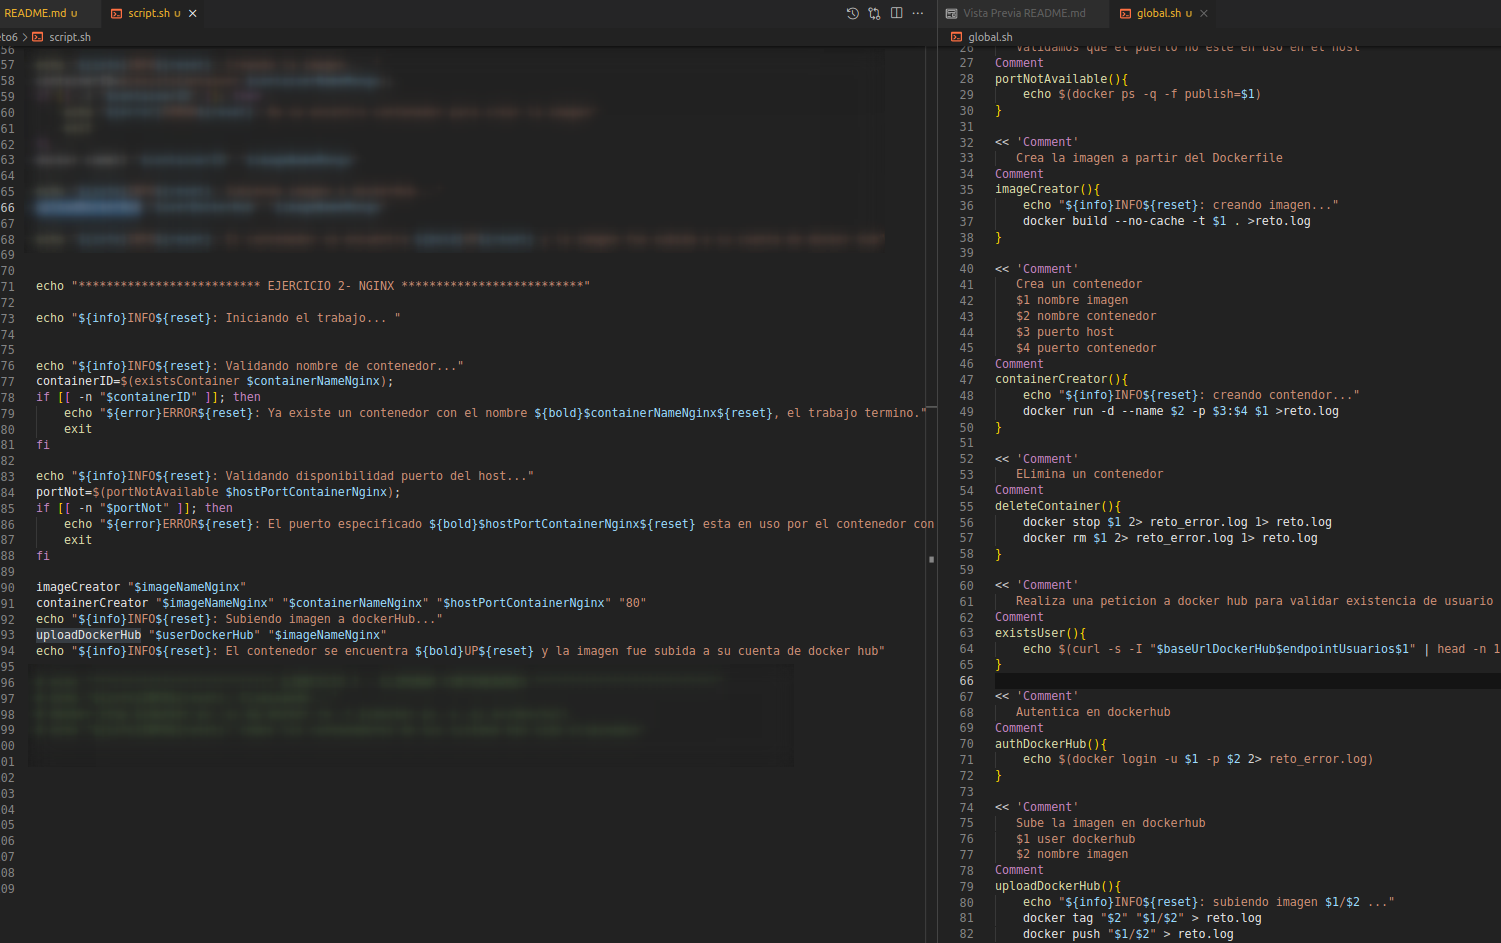 README.md U
script.sh U
eto6 > script.sh
56
57
58
59
60
61
62
63
64
65
66
67
68
69
70
71 echo "************************** EJERCICIO 2- NGINX **************************"
72
73 echo "${info}INFO${reset}: Iniciando el trabajo... "
74
75
76 echo "${info}INFO${reset}: Validando nombre de contenedor..."
77 containerID=$(existsContainer $containerNameNginx);
78 if [[ -n "$containerID" ]]; then
79 echo "${error}ERROR${reset}: Ya existe un contenedor con el nombre ${bold}$containerNameNginx${reset}, el trabajo termino."
80 exit
81 fi
82
83 echo "${info}INFO${reset}: Validando disponibilidad puerto del host..."
84 portNot=$(portNotAvailable $hostPortContainerNginx);
85 if [[ -n "$portNot" ]]; then
86 echo "${error}ERROR${reset}: El puerto especificado ${bold}$hostPortContainerNginx${reset} esta en uso por el contenedor con
87 exit
88 fi
89
90 imageCreator "$imageNameNginx"
91 containerCreator "$imageNameNginx" "$containerNameNginx" "$hostPortContainerNginx" "80"
92 echo "${info}INFO${reset}: Subiendo imagen a dockerHub..."
93 uploadDockerHub "$userDockerHub" "$imageNameNginx"
94 echo "${info}INFO${reset}: El contenedor se encuentra ${bold}UP${reset} y la imagen fue subida a su cuenta de docker hub"
95
96
97
98
99
00
01
02
03
04
05
06
07
08
09
Vista Previa README.md
global.sh U
global.sh
26 Validamos que el puerto no este en uso en el host
27 Comment
28 portNotAvailable(){
29 echo $(docker ps -q -f publish=$1)
30 }
31
32 << 'Comment'
33 Crea la imagen a partir del Dockerfile
34 Comment
35 imageCreator(){
36 echo "${info}INFO${reset}: creando imagen..."
37 docker build --no-cache -t $1 . >reto.log
38 }
39
40 << 'Comment'
41 Crea un contenedor
42 $1 nombre imagen
43 $2 nombre contenedor
44 $3 puerto host
45 $4 puerto contenedor
46 Comment
47 containerCreator(){
48 echo "${info}INFO${reset}: creando contendor..."
49 docker run -d --name $2 -p $3:$4 $1 >reto.log
50 }
51
52 << 'Comment'
53 ELimina un contenedor
54 Comment
55 deleteContainer(){
56 docker stop $1 2> reto_error.log 1> reto.log
57 docker rm $1 2> reto_error.log 1> reto.log
58 }
59
60 << 'Comment'
61 Realiza una peticion a docker hub para validar existencia de usuario
62 Comment
63 existsUser(){
64 echo $(curl -s -I "$baseUrlDockerHub$endpointUsuarios$1" | head -n 1
65 }
66
67 << 'Comment'
68 Autentica en dockerhub
69 Comment
70 authDockerHub(){
71 echo $(docker login -u $1 -p $2 2> reto_error.log)
72 }
73
74 << 'Comment'
75 Sube la imagen en dockerhub
76 $1 user dockerhub
77 $2 nombre imagen
78 Comment
79 uploadDockerHub(){
80 echo "${info}INFO${reset}: subiendo imagen $1/$2 ..."
81 docker tag "$2" "$1/$2" > reto.log
82 docker push "$1/$2" > reto.log